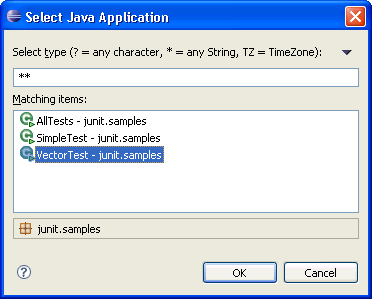 Select Java Application
Select type (? = any character, * = any String, TZ = TimeZone):
**
Matching items:
AllTests - junit.samples
SimpleTest - junit.samples
VectorTest - junit.samples
junit.samples
?
OK
Cancel